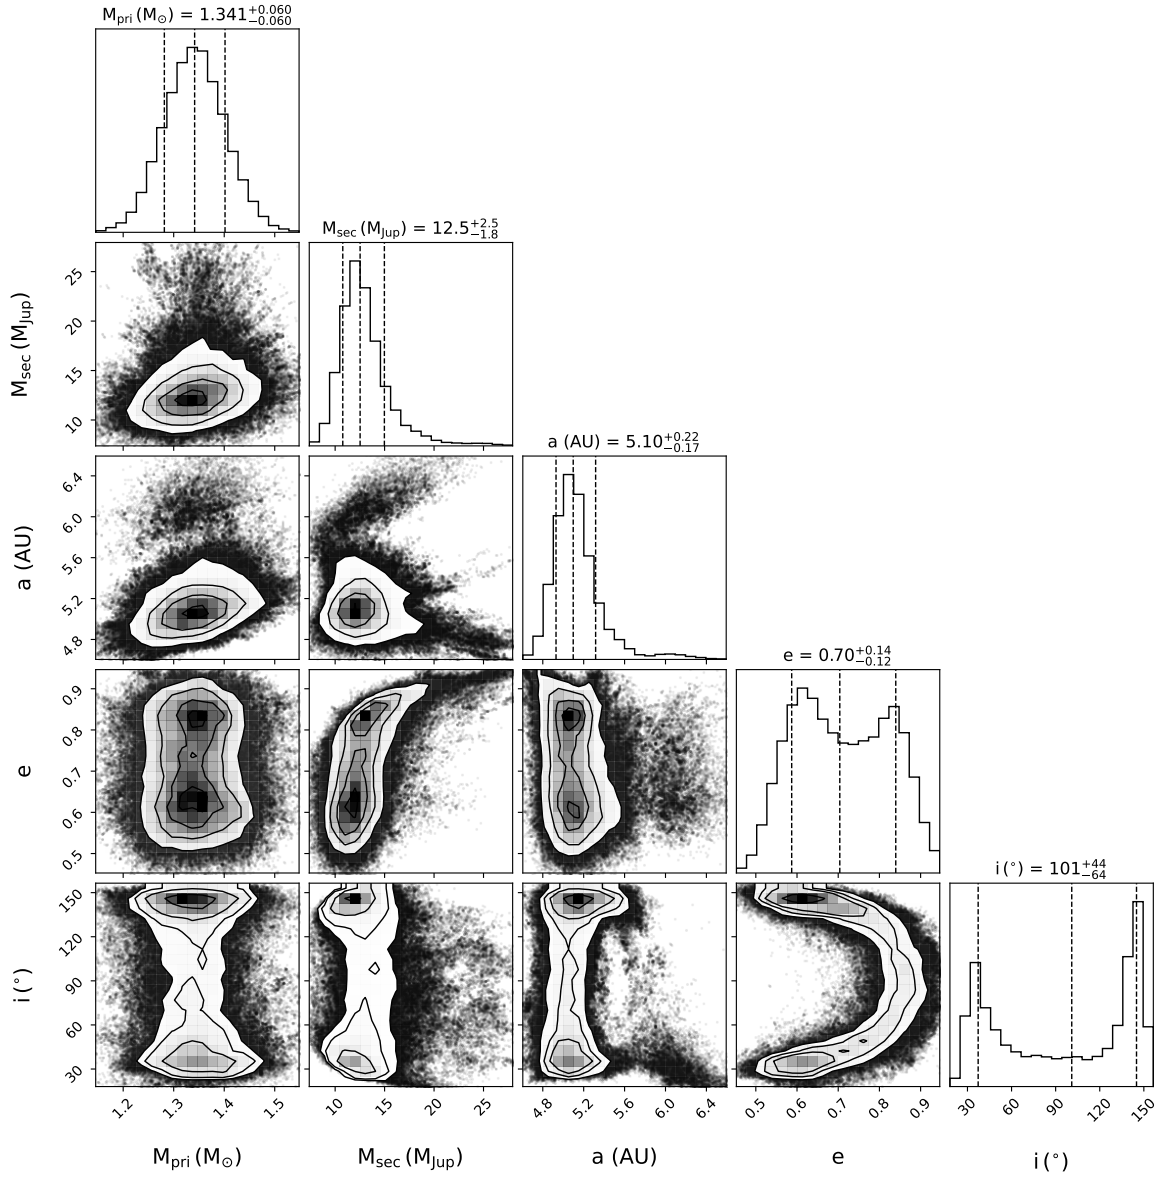 M_pri (M_⊙) = 1.341 +0.060 −0.060
M_sec (M_Jup) = 12.5 +2.5 −1.8
25
20
15
10
M_sec (M_Jup)
a (AU) = 5.10 +0.22 −0.17
6.4
6.0
5.6
5.2
4.8
a (AU)
e = 0.70 +0.14 −0.12
0.9
0.8
0.7
0.6
0.5
e
i (°) = 101 +44 −64
150
120
90
60
30
i (°)
1.2 1.3 1.4 1.5 10 15 20 25 4.8 5.2 5.6 6.0 6.4 0.5 0.6 0.7 0.8 0.9 30 60 90 120 150
M_pri (M_⊙) M_sec (M_Jup) a (AU) e i (°)